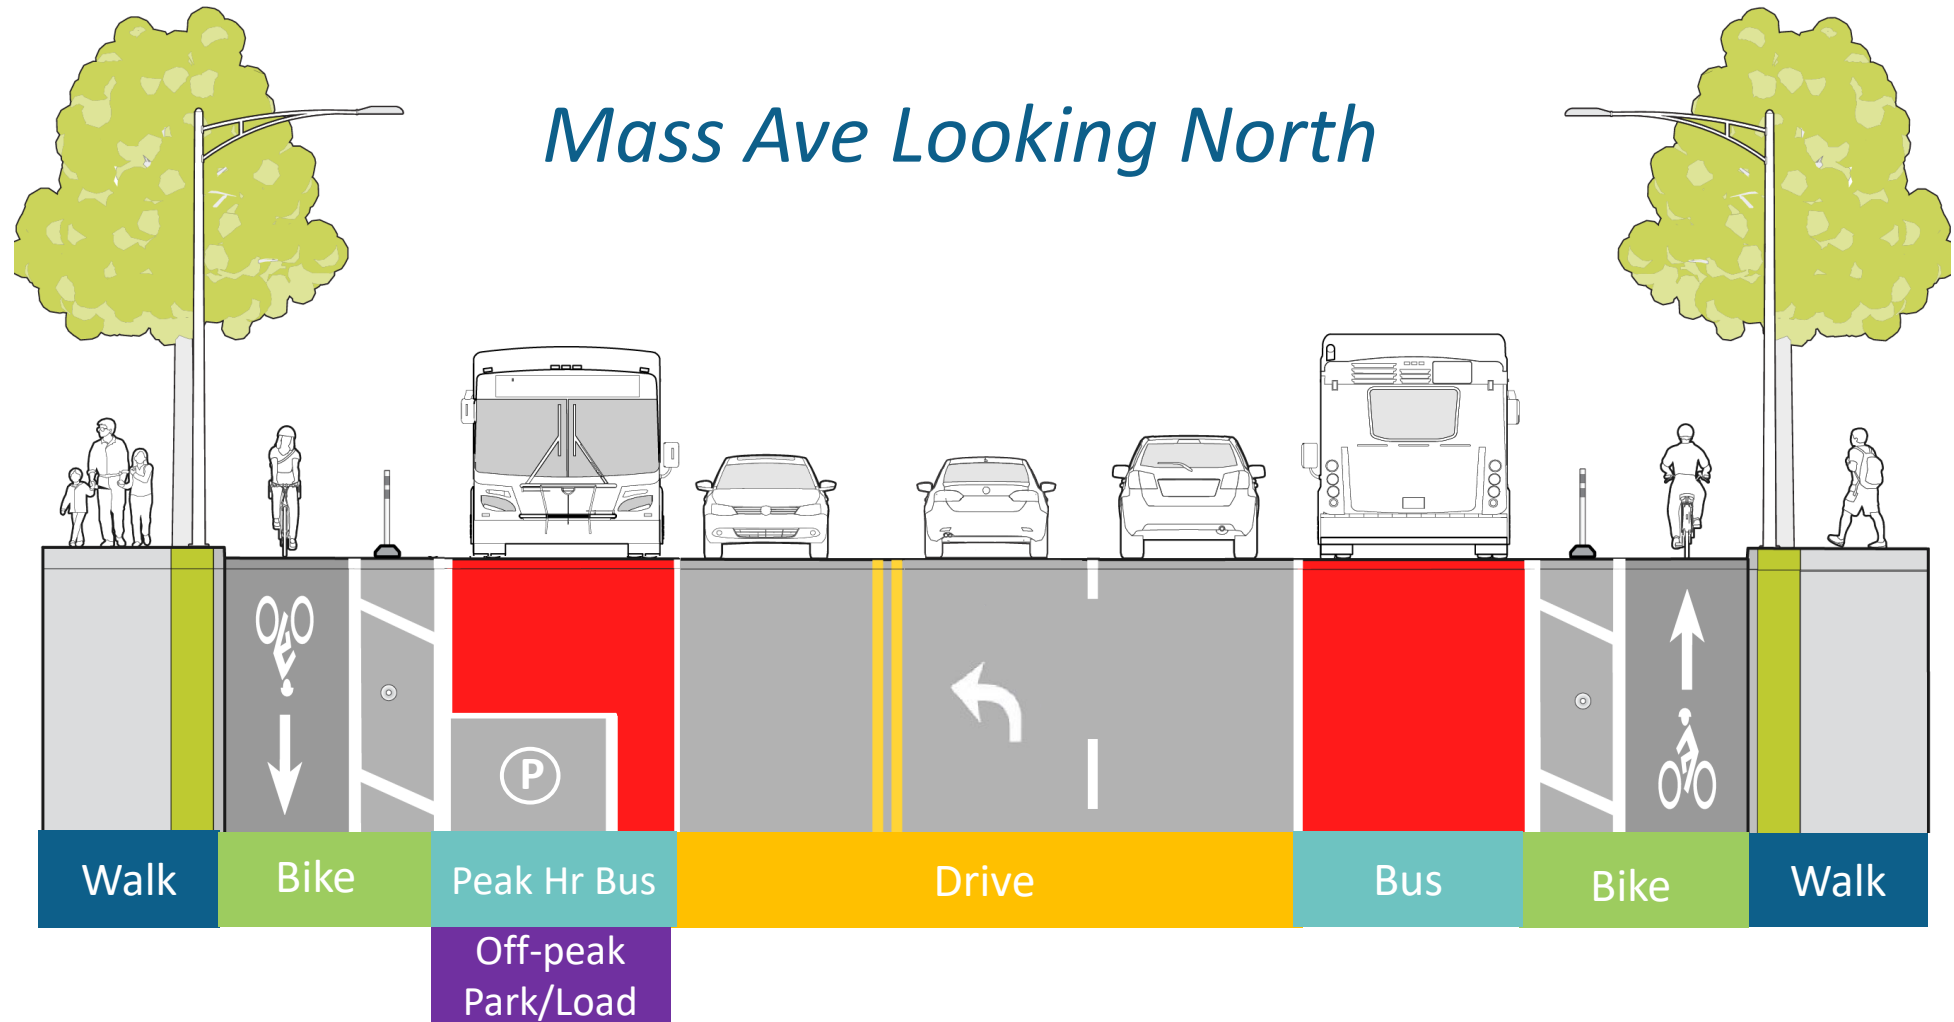 Mass Ave Looking North
P
Walk
Bike
Peak Hr Bus
Drive
Bus
Bike
Walk
Off-peak
Park/Load